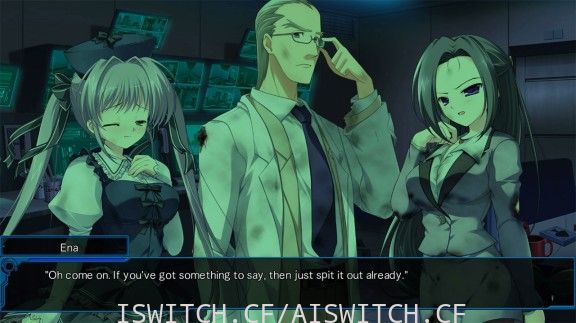 Ena
"Oh come on. If you've got something to say, then just spit it out already."
ISWITCH.CF/AISWITCH.CF